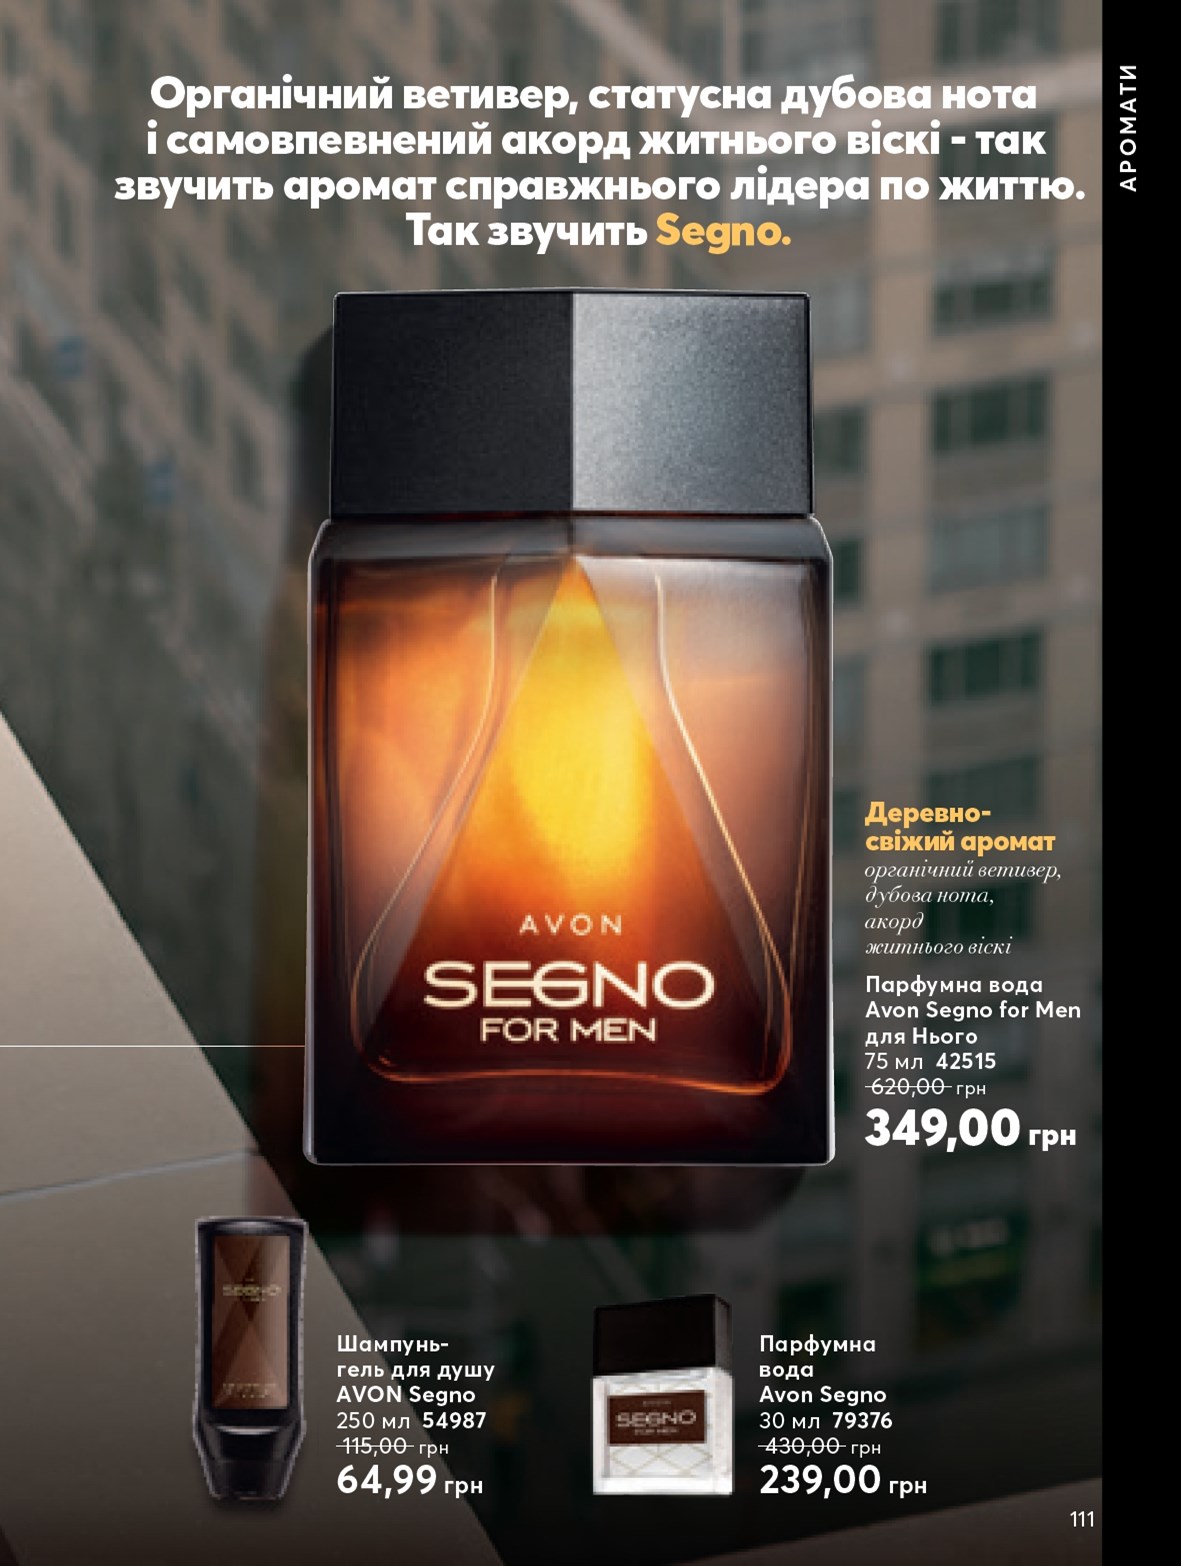 Органічний ветивер, статусна дубова нота
і самовпевнений акорд житнього віскі - так
звучить аромат справжнього лідера по життю.
Так звучить Segno.
АРОМАТИ
AVON
SEGNO
FOR MEN
Деревно-
свіжий аромат
органічний ветивер,
дубова нота,
акорд
житнього віскі
Парфумна вода
Avon Segno for Men
для Нього
75 мл 42515
620,00 грн
349,00 грн
SEGNO
Шампунь-
гель для душу
AVON Segno
250 мл 54987
115,00 грн
64,99 грн
SEGNO
FOR MEN
Парфумна
вода
Avon Segno
30 мл 79376
430,00 грн
239,00 грн
111